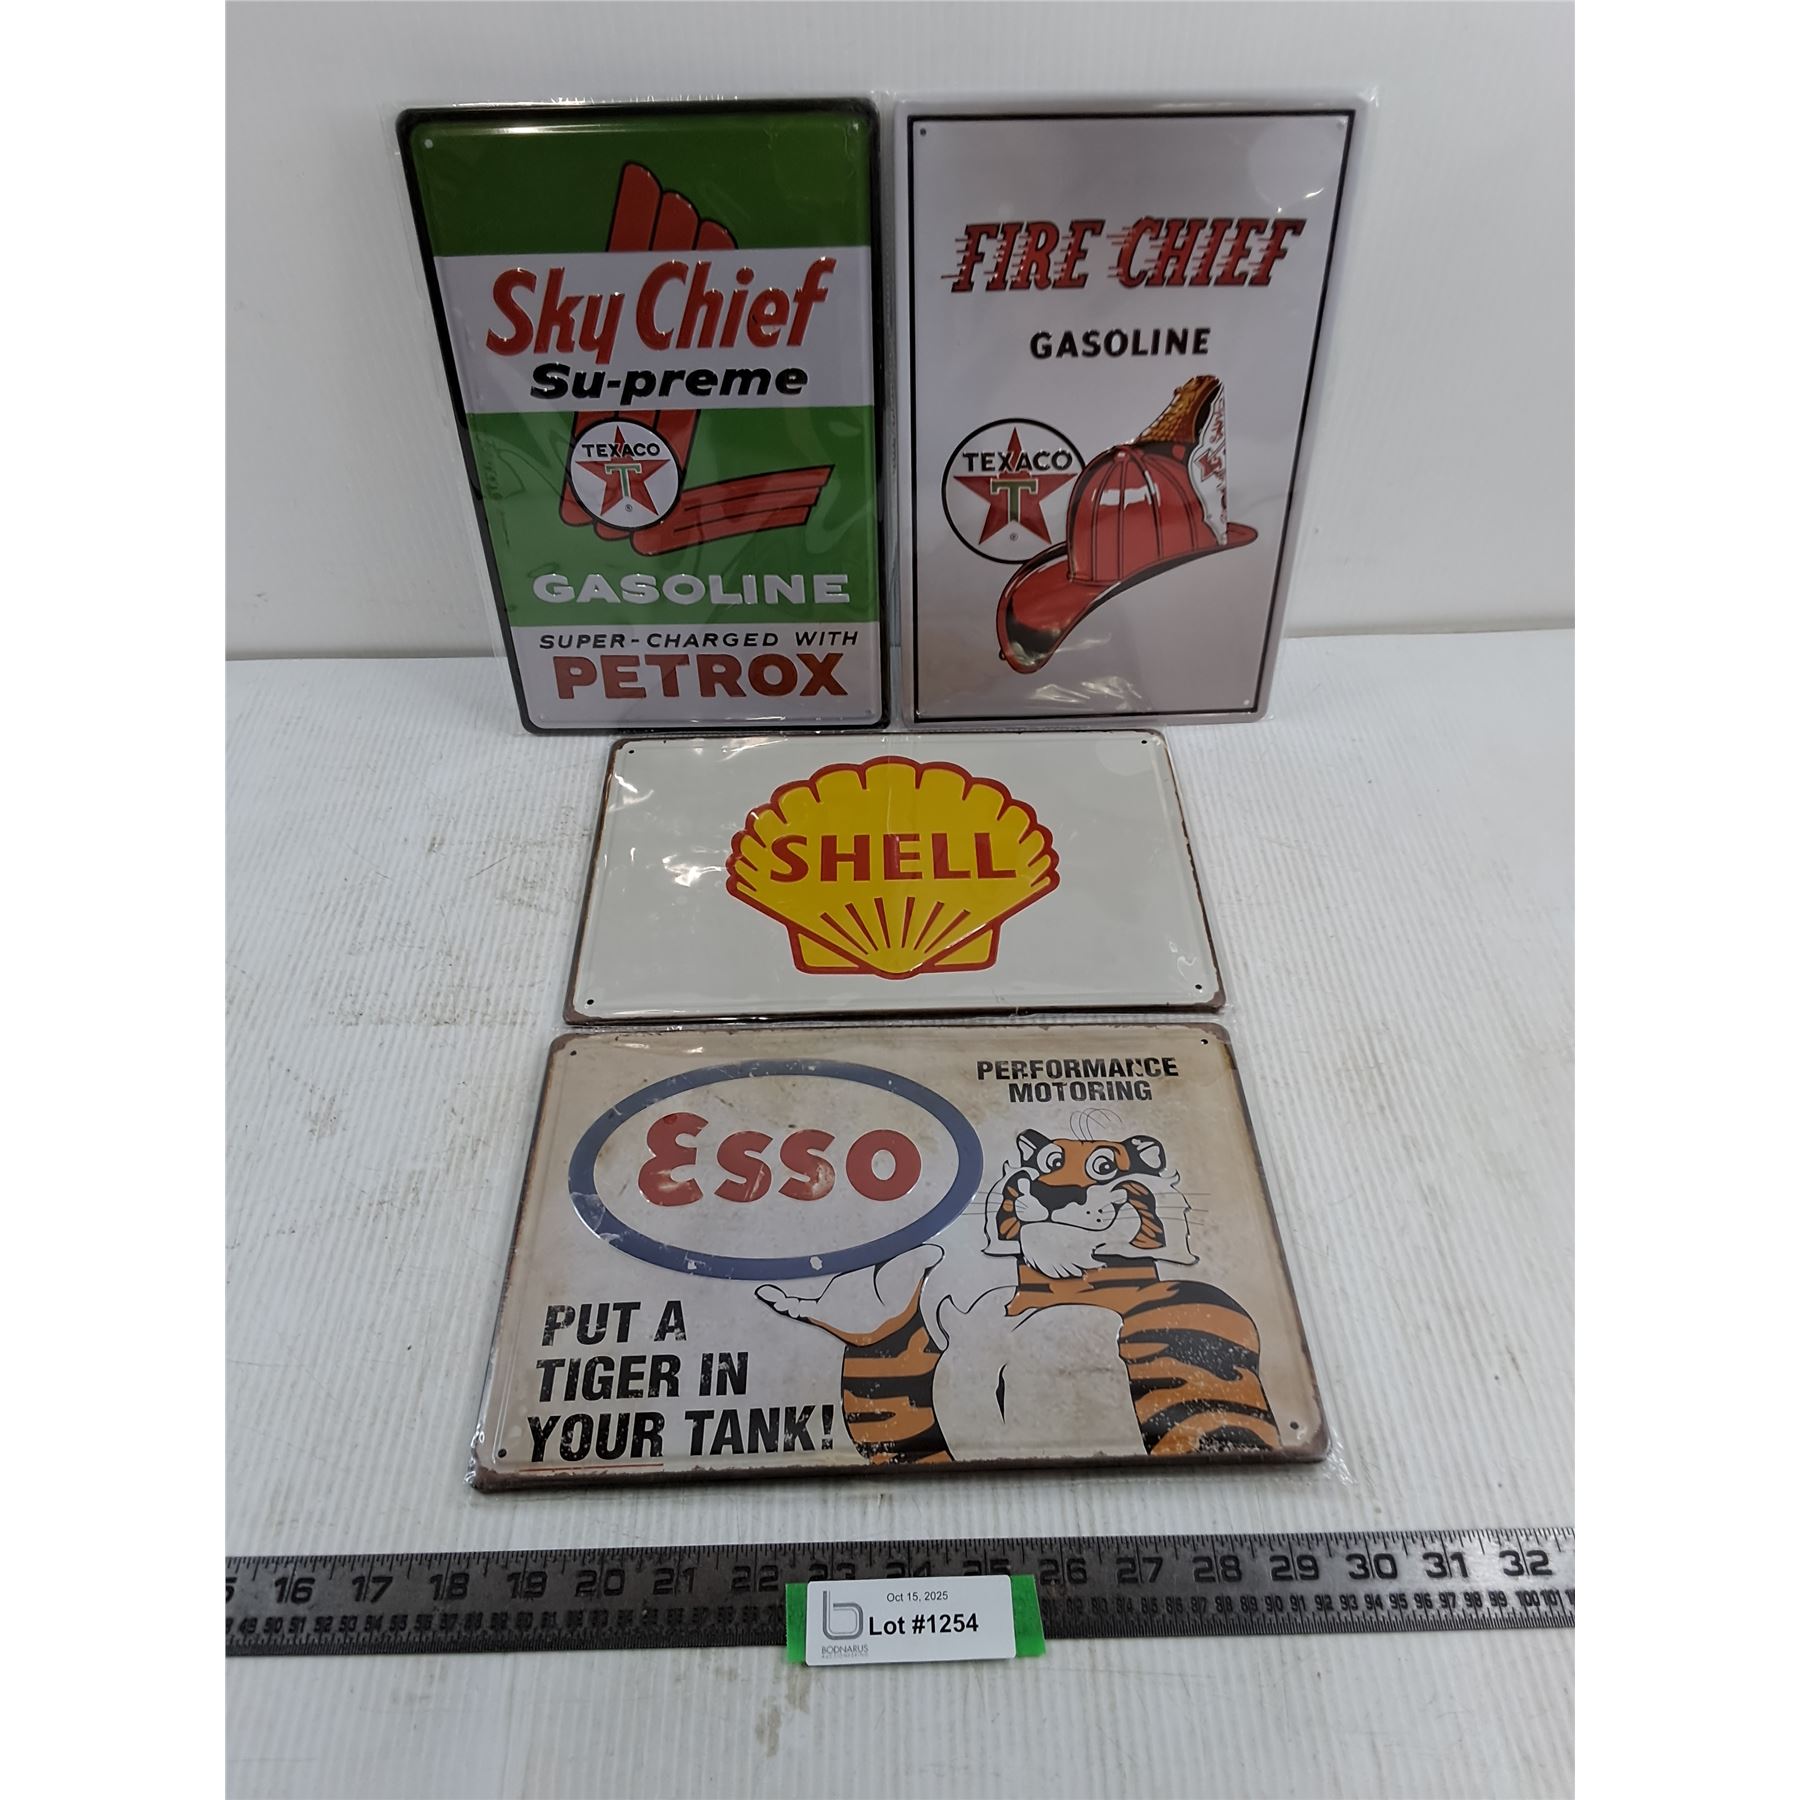 Sky Chief
Su-preme
TEXACO
T
®
GASOLINE
SUPER-CHARGED WITH
PETROX
FIRE CHIEF
GASOLINE
TEXACO
T
®
SHELL
PERFORMANCE
MOTORING
Esso
PUT A
TIGER IN
YOUR TANK!
16 17 18 19 20 21 22 23 24 25 26 27 28 29 30 31 32
Oct 15, 2025
Lot #1254
BODNARUS
AUCTIONEERING